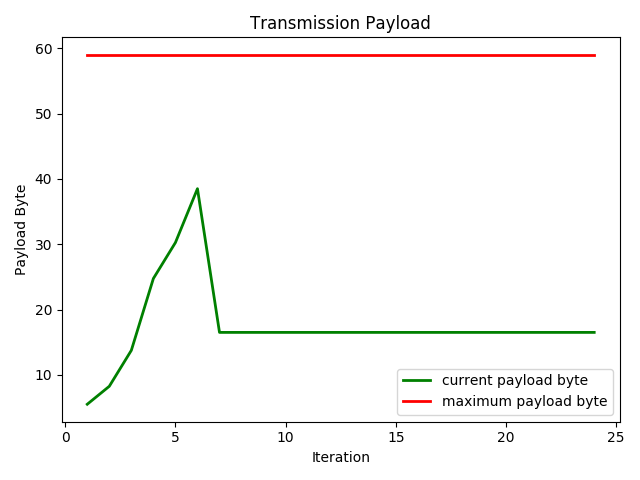 Transmission Payload
60
50
40
30
20
10
Payload Byte
current payload byte
maximum payload byte
0 5 10 15 20 25
Iteration